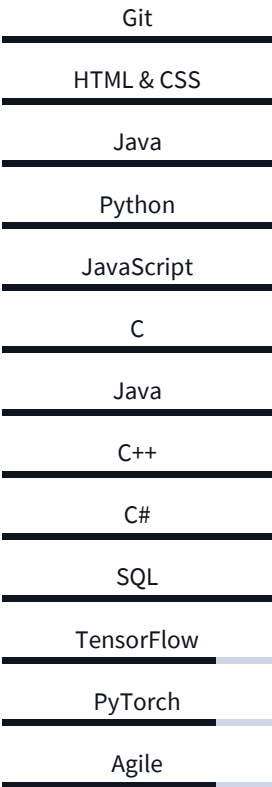 Git
HTML & CSS
Java
Python
JavaScript
C
Java
C++
C#
SQL
TensorFlow
PyTorch
Agile